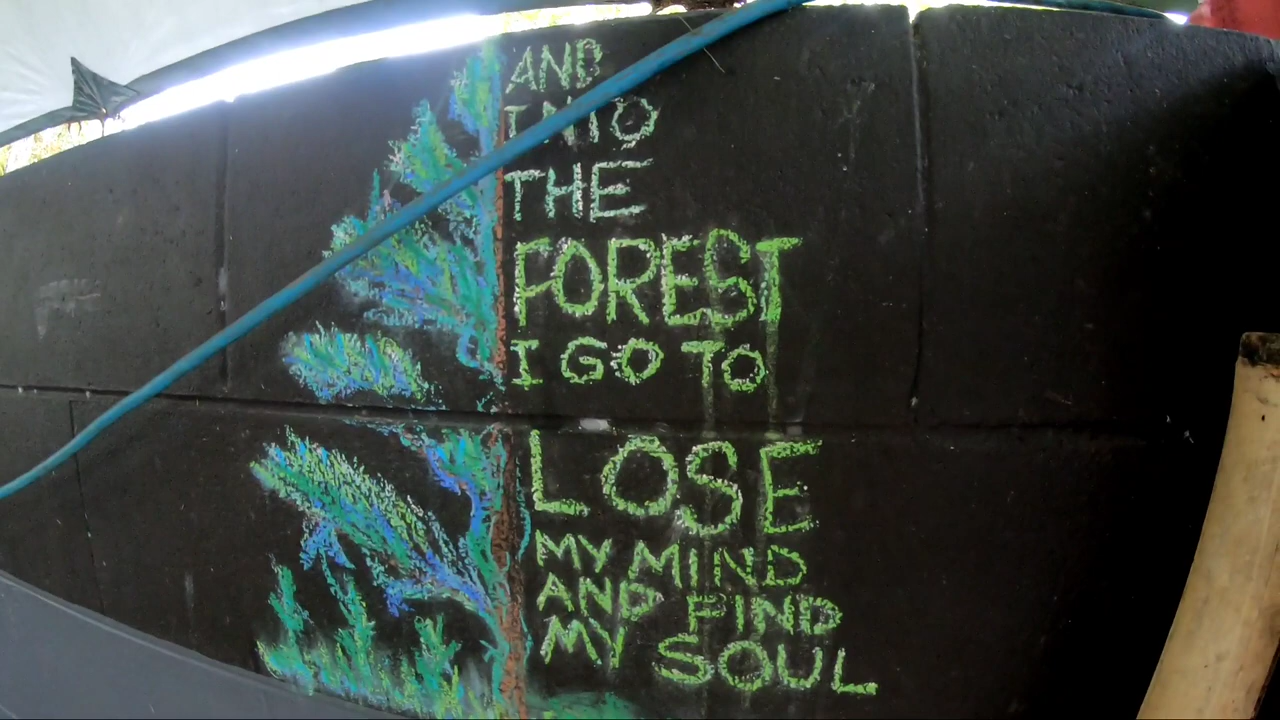 AND
INTO
THE
FOREST
I GO TO
LOSE
MY MIND
AND FIND
MY SOUL